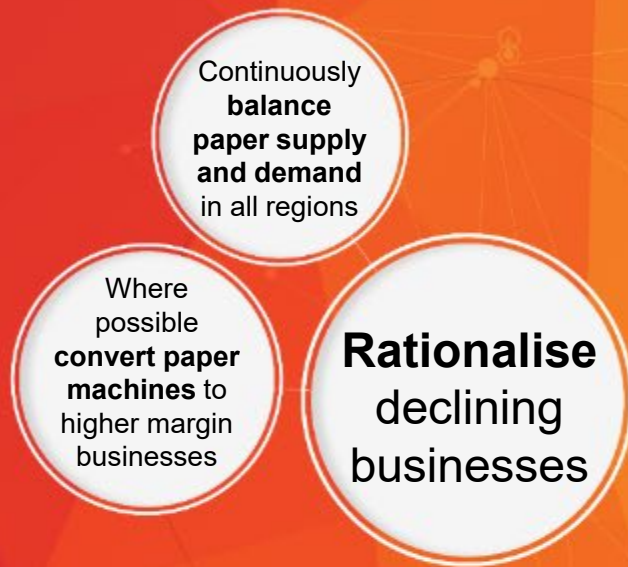 Continuously
balance
paper supply
and demand
in all regions
Where
possible
convert paper
machines to
higher margin
businesses
Rationalise
declining
businesses